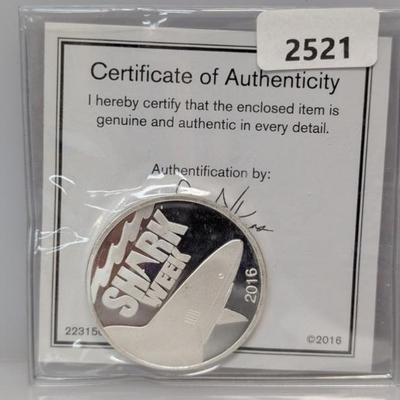 2521
Certificate of Authenticity
I hereby certify that the enclosed item is
genuine and authentic in every detail.
Authentification by:
SHARK
WEEK
2016
©2016